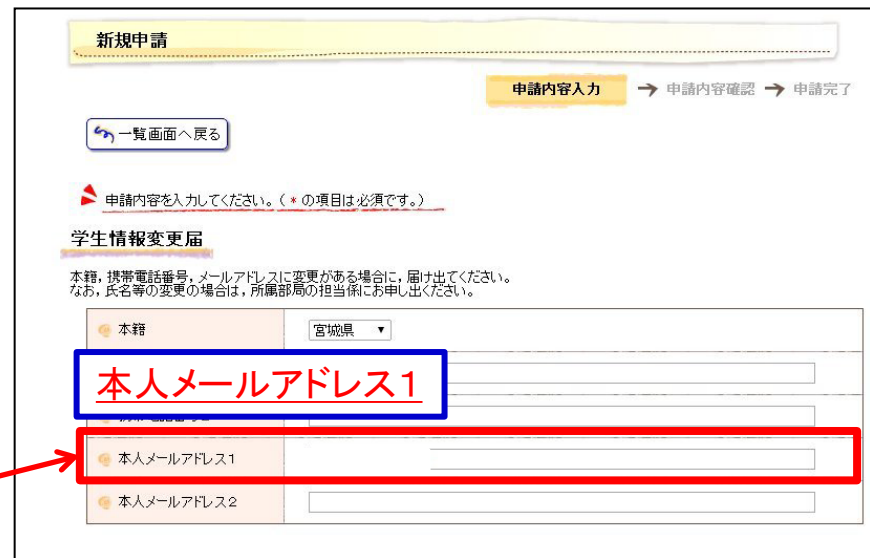 新規申請
申請内容入力 → 申請内容確認 → 申請完了
一覧画面へ戻る
申請内容を入力してください。(*の項目は必須です。)
学生情報変更届
本籍,携帯電話番号,メールアドレスに変更がある場合に,届け出てください。
なお,氏名等の変更の場合は,所属部局の担当係にお申し出ください。
本籍 宮城県 ▼
本人メールアドレス1
本人メールアドレス1
本人メールアドレス2